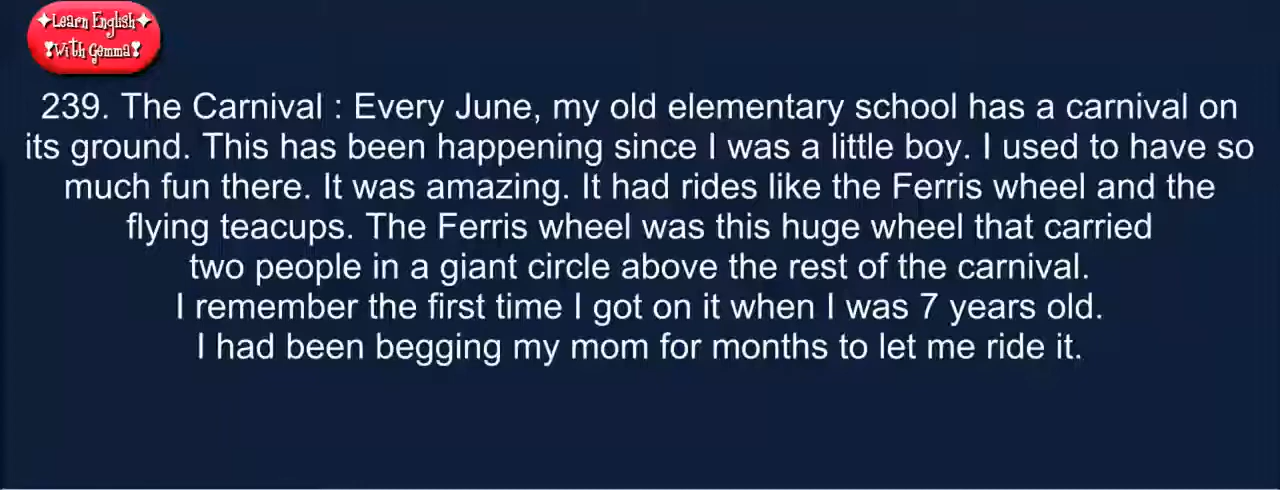 ✦Learn English✦
❣With Gemma❣
239. The Carnival : Every June, my old elementary school has a carnival on
its ground. This has been happening since I was a little boy. I used to have so
much fun there. It was amazing. It had rides like the Ferris wheel and the
flying teacups. The Ferris wheel was this huge wheel that carried
two people in a giant circle above the rest of the carnival.
I remember the first time I got on it when I was 7 years old.
I had been begging my mom for months to let me ride it.